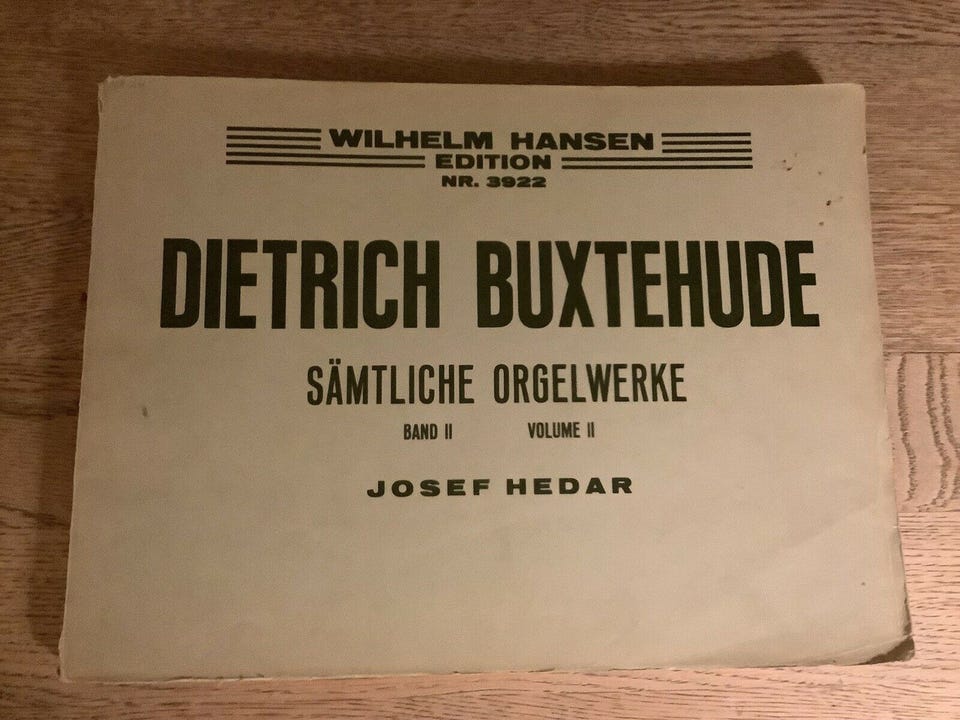 WILHELM HANSEN
EDITION
NR. 3922
DIETRICH BUXTEHUDE
SÄMTLICHE ORGELWERKE
BAND II VOLUME II
JOSEF HEDAR